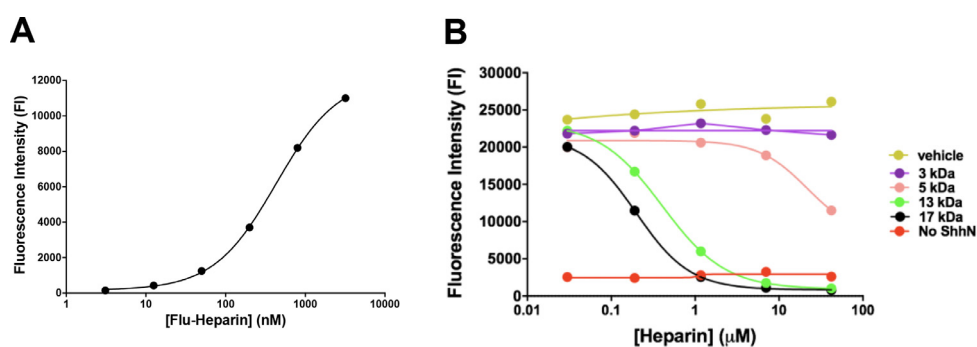 A
Fluorescence Intensity (FI)
12000
10000
8000
6000
4000
2000
0
1
10
100
1000
10000
[Flu-Heparin] (nM)
B
Fluorescence Intensity (FI)
30000
25000
20000
15000
10000
5000
0
0.01
0.1
1
10
100
[Heparin] (μM)
vehicle
3 kDa
5 kDa
13 kDa
17 kDa
No ShhN